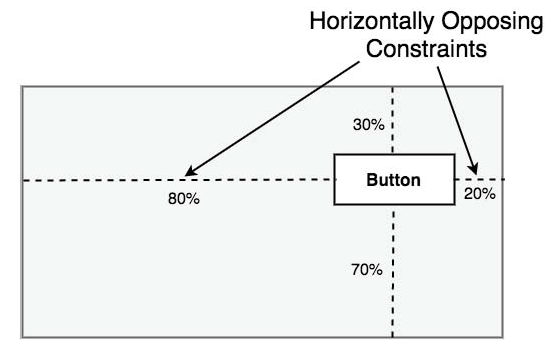 Horizontally Opposing
Constraints
30%
Button
80%
20%
70%